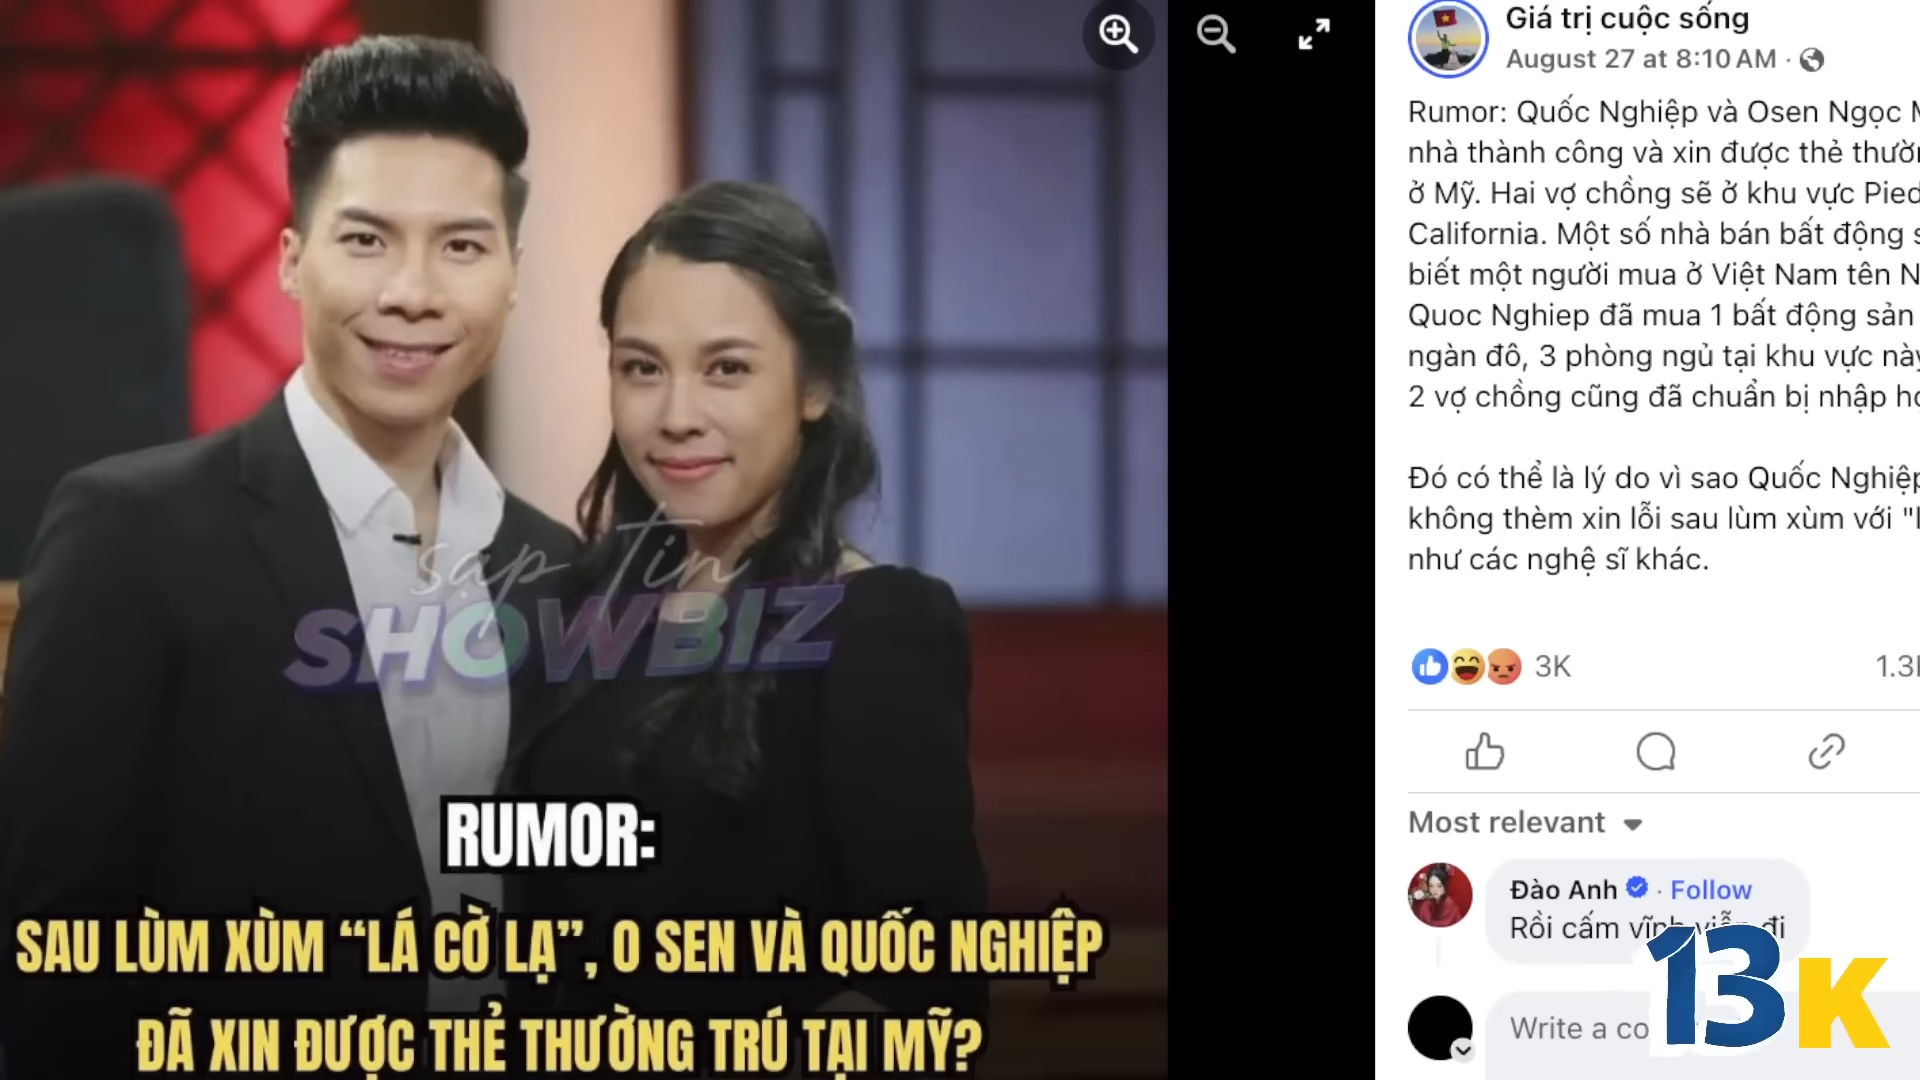 Giá trị cuộc sống
August 27 at 8:10 AM ·
Rumor: Quốc Nghiệp và Osen Ngọc
nhà thành công và xin được thẻ
ở Mỹ. Hai vợ chồng sẽ ở khu vực
California. Một số nhà bán bất động
biết một người mua ở Việt Nam tên
Quoc Nghiep đã mua 1 bất động sản
ngàn đô, 3 phòng ngủ tại khu vực này
2 vợ chồng cũng đã chuẩn bị nhập
Đó có thể là lý do vì sao Quốc Nghiệp
không thèm xin lỗi sau lùm xùm với
như các nghệ sĩ khác.
3K
Most relevant
Đào Anh · Follow
Rồi cấm vĩnh viễn đi
Write a co
13K
sạp Tin
SHOWBIZ
RUMOR:
SAU LÙM XÙM “LÁ CỜ LẠ”, O SEN VÀ QUỐC NGHIỆP
ĐÃ XIN ĐƯỢC THẺ THƯỜNG TRÚ TẠI MỸ?